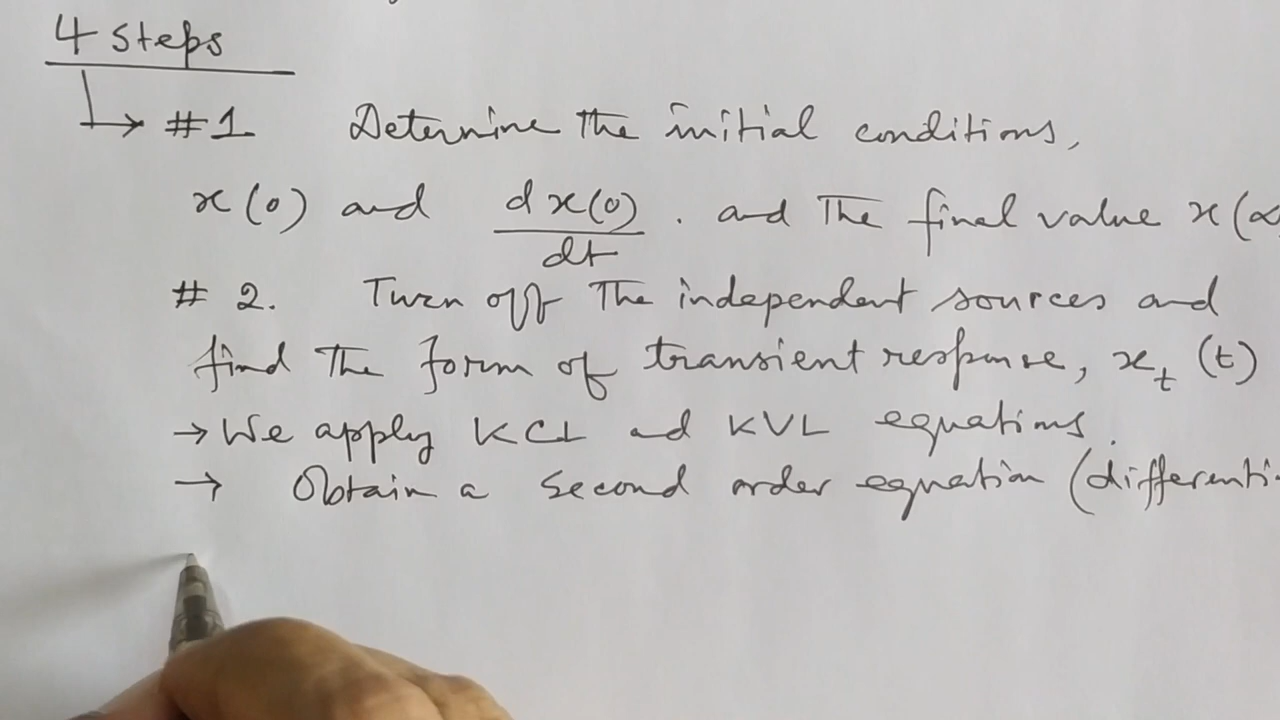 4 steps
→ #1 Determine the initial conditions,
x(0) and dx(0)/dt . and the final value x(∞
# 2. Turn off the independent sources and
find the form of transient response, x_t (t)
→ We apply KCL and KVL equations.
→ Obtain a second order equation (differenti